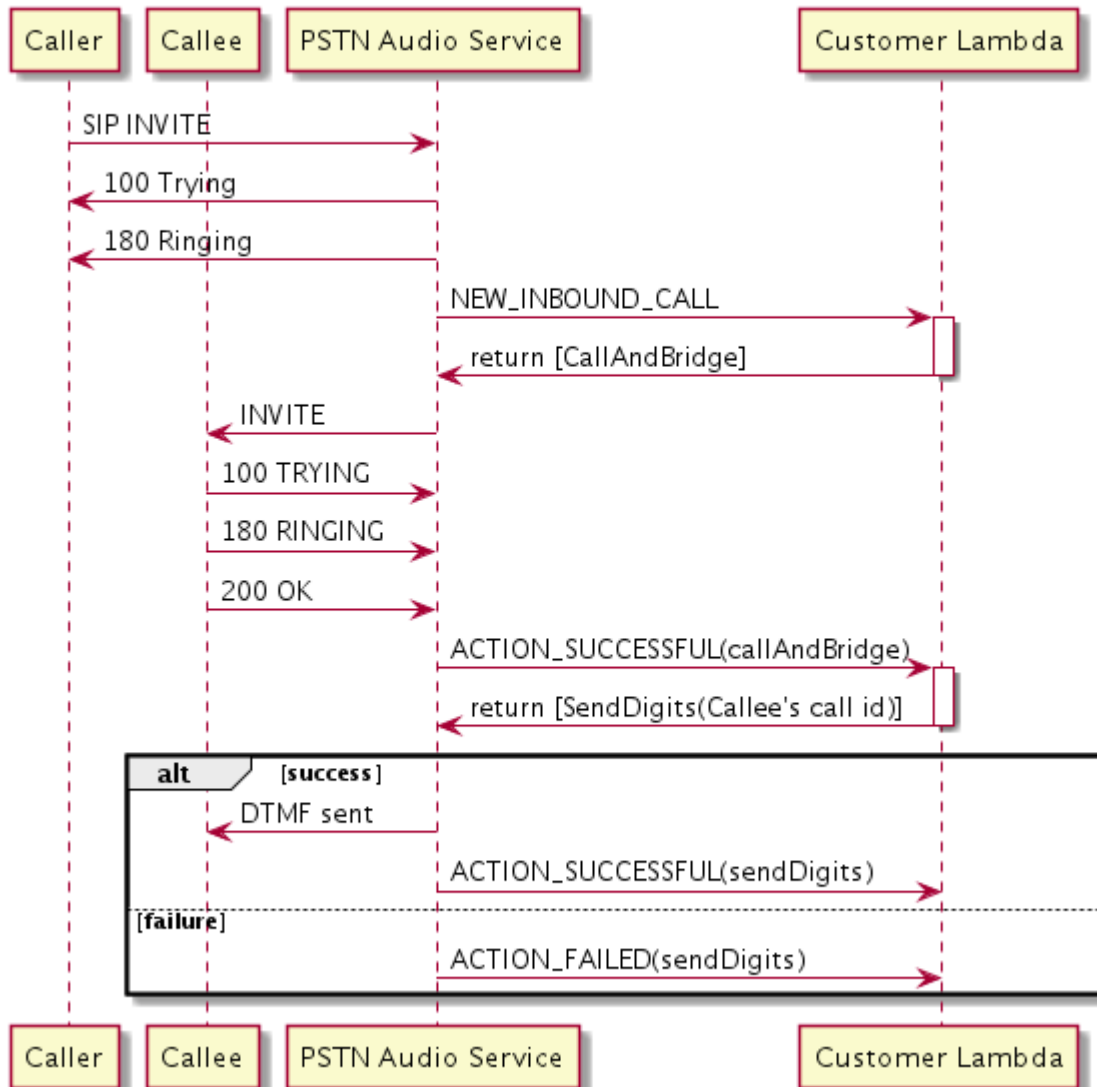 Caller Callee PSTN Audio Service Customer Lambda
SIP INVITE
100 Trying
180 Ringing
NEW_INBOUND_CALL
return [CallAndBridge]
INVITE
100 TRYING
180 RINGING
200 OK
ACTION_SUCCESSFUL(callAndBridge)
return [SendDigits(Callee's call id)]
alt [success]
DTMF sent
ACTION_SUCCESSFUL(sendDigits)
[failure]
ACTION_FAILED(sendDigits)
Caller Callee PSTN Audio Service Customer Lambda